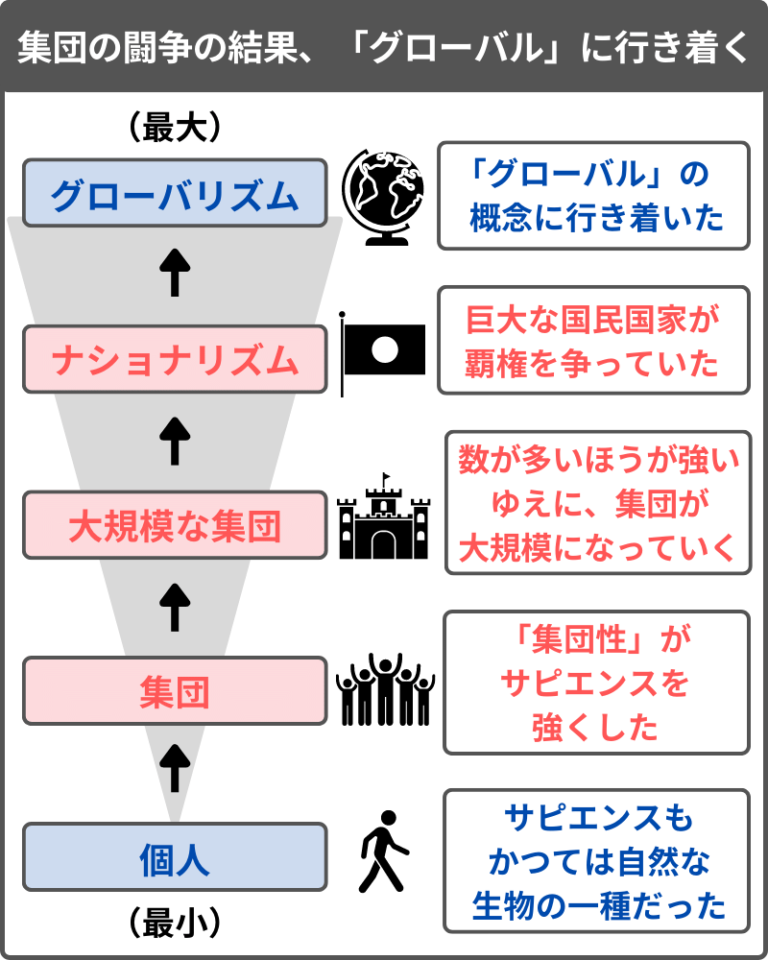 集団の闘争の結果、「グローバル」に行き着く
（最大）
グローバリズム
「グローバル」の
概念に行き着いた
ナショナリズム
巨大な国民国家が
覇権を争っていた
大規模な集団
数が多いほうが強い
ゆえに、集団が
大規模になっていく
集団
「集団性」が
サピエンスを
強くした
個人
サピエンスも
かつては自然な
生物の一種だった
（最小）